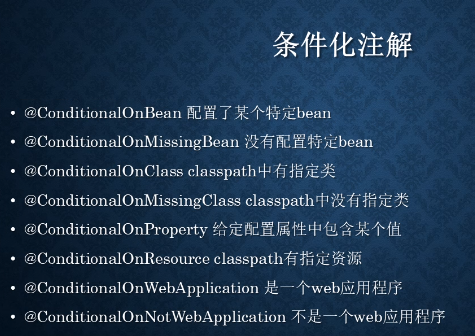 条件化注解
• @ConditionalOnBean 配置了某个特定bean
• @ConditionalOnMissingBean 没有配置特定bean
• @ConditionalOnClass classpath中有指定类
• @ConditionalOnMissingClass classpath中没有指定类
• @ConditionalOnProperty 给定配置属性中包含某个值
• @ConditionalOnResource classpath有指定资源
• @ConditionalOnWebApplication 是一个web应用程序
• @ConditionalOnNotWebApplication 不是一个web应用程序